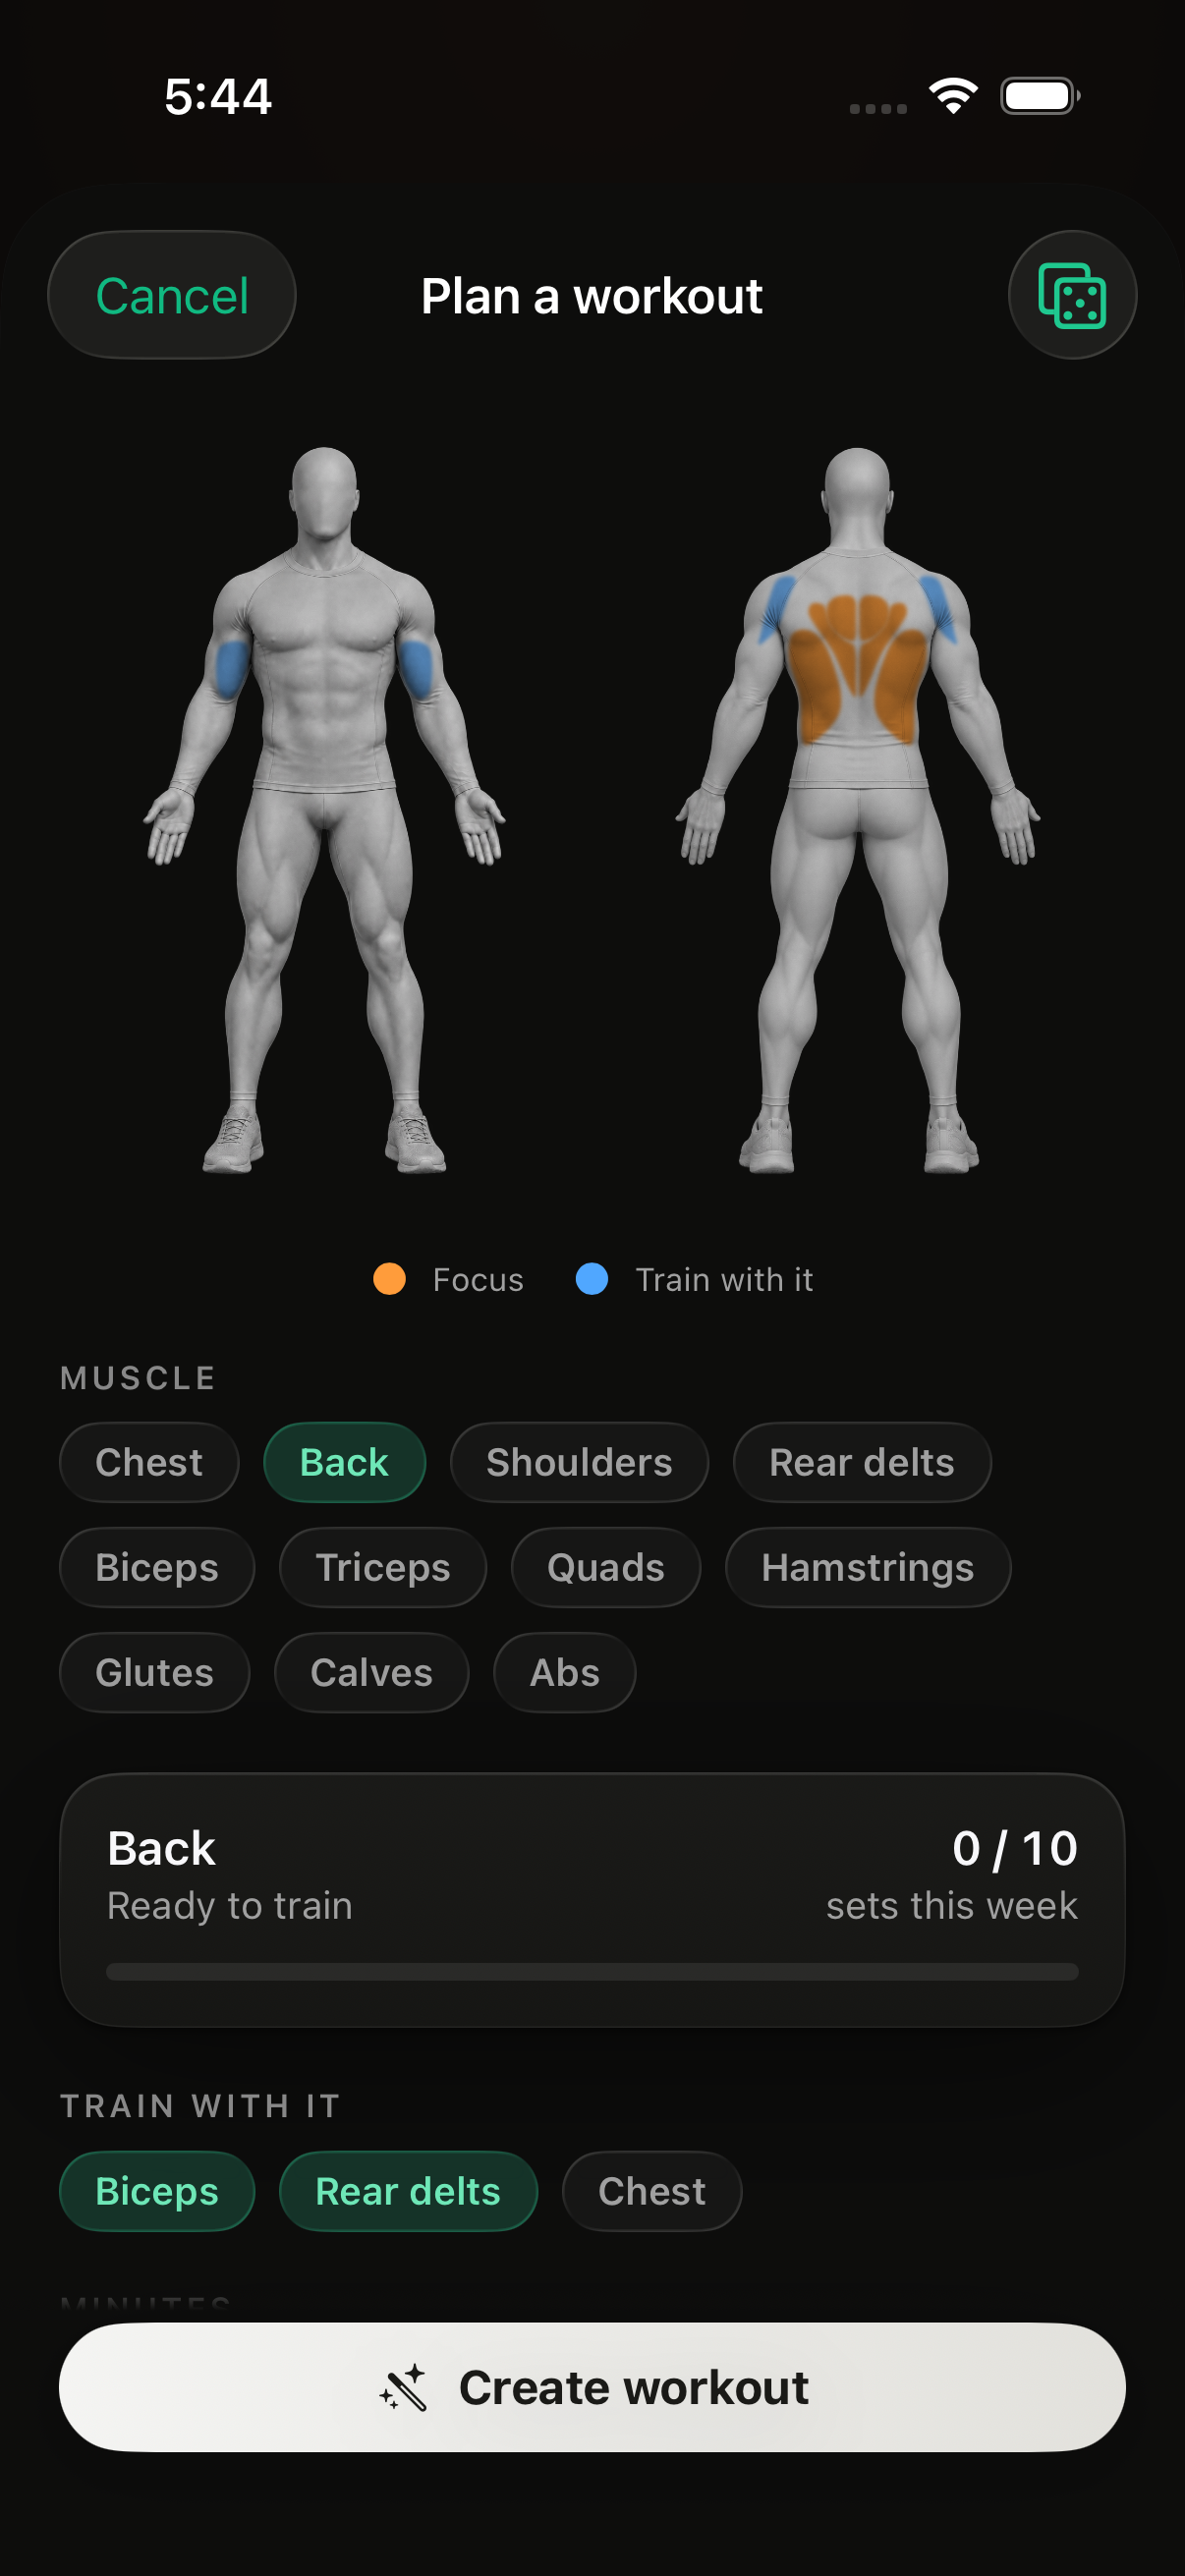 5:44
Cancel
Plan a workout
Focus
Train with it
MUSCLE
Chest
Back
Shoulders
Rear delts
Biceps
Triceps
Quads
Hamstrings
Glutes
Calves
Abs
Back
0 / 10
Ready to train
sets this week
TRAIN WITH IT
Biceps
Rear delts
Chest
MINUTES
Create workout